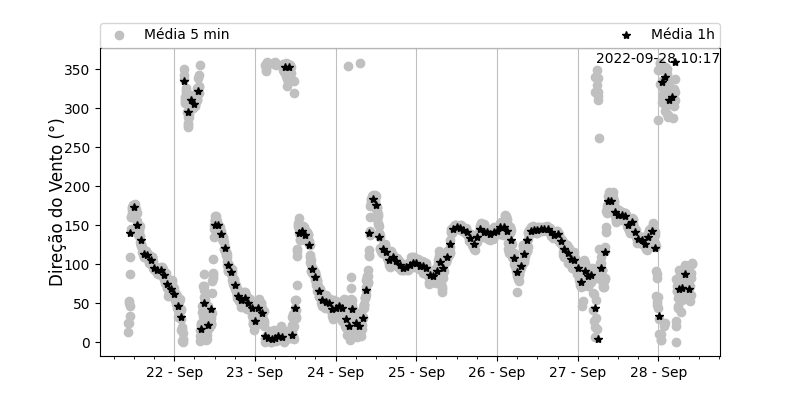 Média 5 min
Média 1h
2022-09-28 10:17
Direção do Vento (°)
350
300
250
200
150
100
50
0
22 - Sep
23 - Sep
24 - Sep
25 - Sep
26 - Sep
27 - Sep
28 - Sep